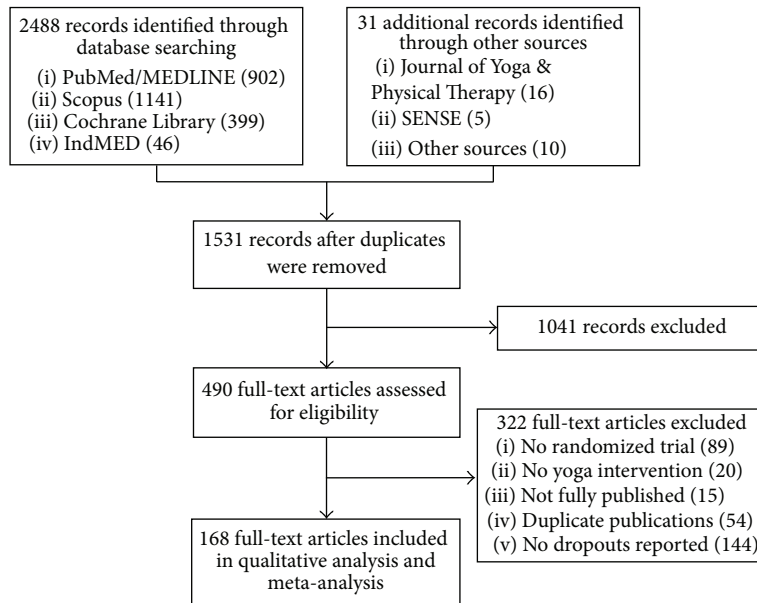 2488 records identified through
database searching
(i) PubMed/MEDLINE (902)
(ii) Scopus (1141)
(iii) Cochrane Library (399)
(iv) IndMED (46)
31 additional records identified
through other sources
(i) Journal of Yoga &
Physical Therapy (16)
(ii) SENSE (5)
(iii) Other sources (10)
1531 records after duplicates
were removed
1041 records excluded
490 full-text articles assessed
for eligibility
322 full-text articles excluded
(i) No randomized trial (89)
(ii) No yoga intervention (20)
(iii) Not fully published (15)
(iv) Duplicate publications (54)
(v) No dropouts reported (144)
168 full-text articles included
in qualitative analysis and
meta-analysis